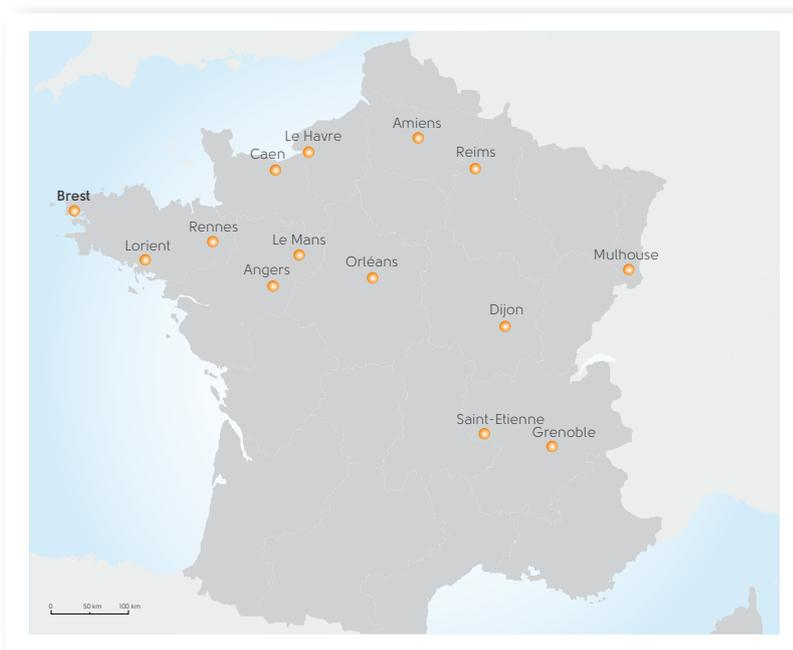 Amiens
Le Havre
Caen
Reims
Brest
Rennes
Lorient
Le Mans
Mulhouse
Orléans
Angers
Dijon
Saint-Etienne
Grenoble
0 50 km 100 km